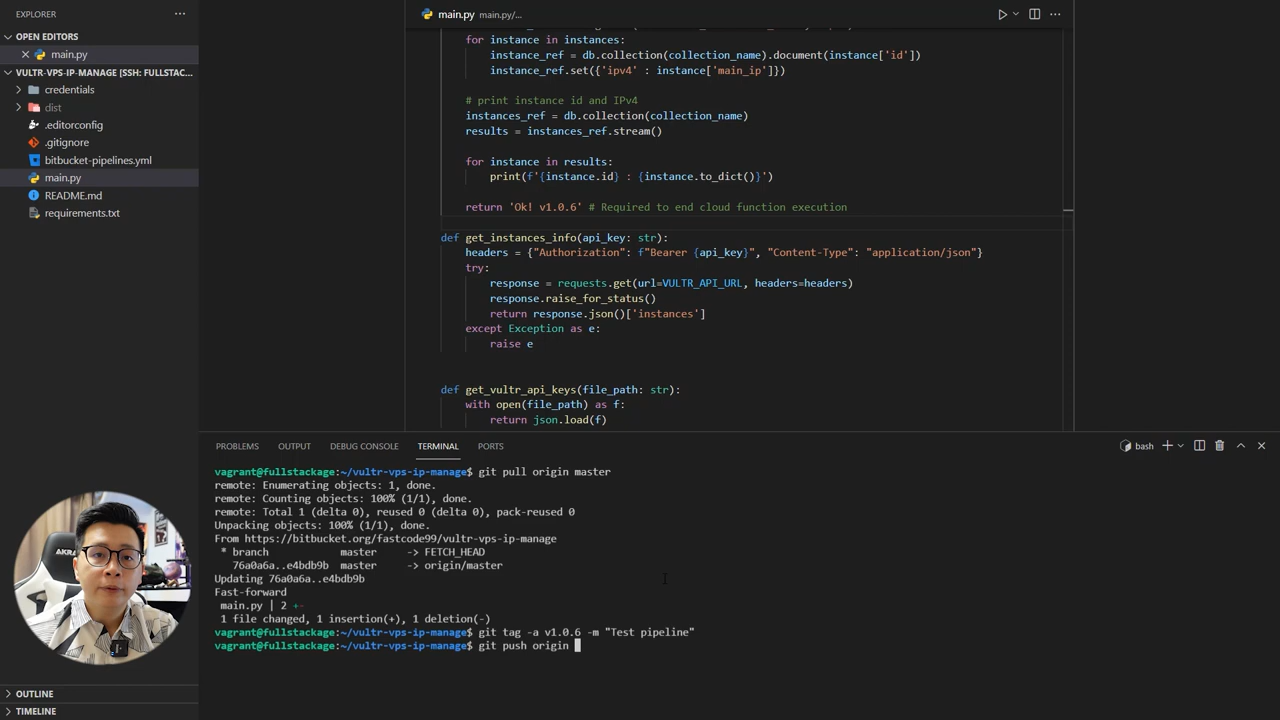 EXPLORER
OPEN EDITORS
main.py
VULTR-VPS-IP-MANAGE [SSH: FULLSTAC...
credentials
dist
.editorconfig
.gitignore
bitbucket-pipelines.yml
main.py
README.md
requirements.txt
OUTLINE
TIMELINE
main.py main.py/...
for instance in instances:
instance_ref = db.collection(collection_name).document(instance['id'])
instance_ref.set({'ipv4' : instance['main_ip']})
# print instance id and IPv4
instances_ref = db.collection(collection_name)
results = instances_ref.stream()
for instance in results:
print(f'{instance.id} : {instance.to_dict()}')
return 'Ok! v1.0.6' # Required to end cloud function execution
def get_instances_info(api_key: str):
headers = {"Authorization": f"Bearer {api_key}", "Content-Type": "application/json"}
try:
response = requests.get(url=VULTR_API_URL, headers=headers)
response.raise_for_status()
return response.json()['instances']
except Exception as e:
raise e
def get_vultr_api_keys(file_path: str):
with open(file_path) as f:
return json.load(f)
PROBLEMS OUTPUT DEBUG CONSOLE TERMINAL PORTS
bash
vagrant@fullstackage:~/vultr-vps-ip-manage$ git pull origin master
remote: Enumerating objects: 1, done.
remote: Counting objects: 100% (1/1), done.
remote: Total 1 (delta 0), reused 0 (delta 0), pack-reused 0
Unpacking objects: 100% (1/1), done.
From https://bitbucket.org/fastcode99/vultr-vps-ip-manage
* branch master -> FETCH_HEAD
76a0a6a..e4bdb9b master -> origin/master
Updating 76a0a6a..e4bdb9b
Fast-forward
main.py | 2 +-
1 file changed, 1 insertion(+), 1 deletion(-)
vagrant@fullstackage:~/vultr-vps-ip-manage$ git tag -a v1.0.6 -m "Test pipeline"
vagrant@fullstackage:~/vultr-vps-ip-manage$ git push origin